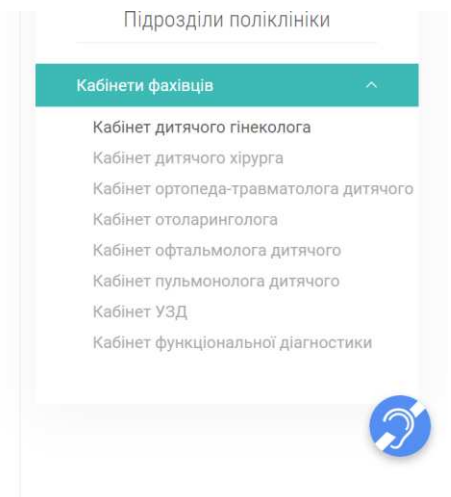 Підрозділи поліклініки
Кабінети фахівців
Кабінет дитячого гінеколога
Кабінет дитячого хірурга
Кабінет ортопеда-травматолога дитячого
Кабінет отоларинголога
Кабінет офтальмолога дитячого
Кабінет пульмонолога дитячого
Кабінет УЗД
Кабінет функціональної діагностики